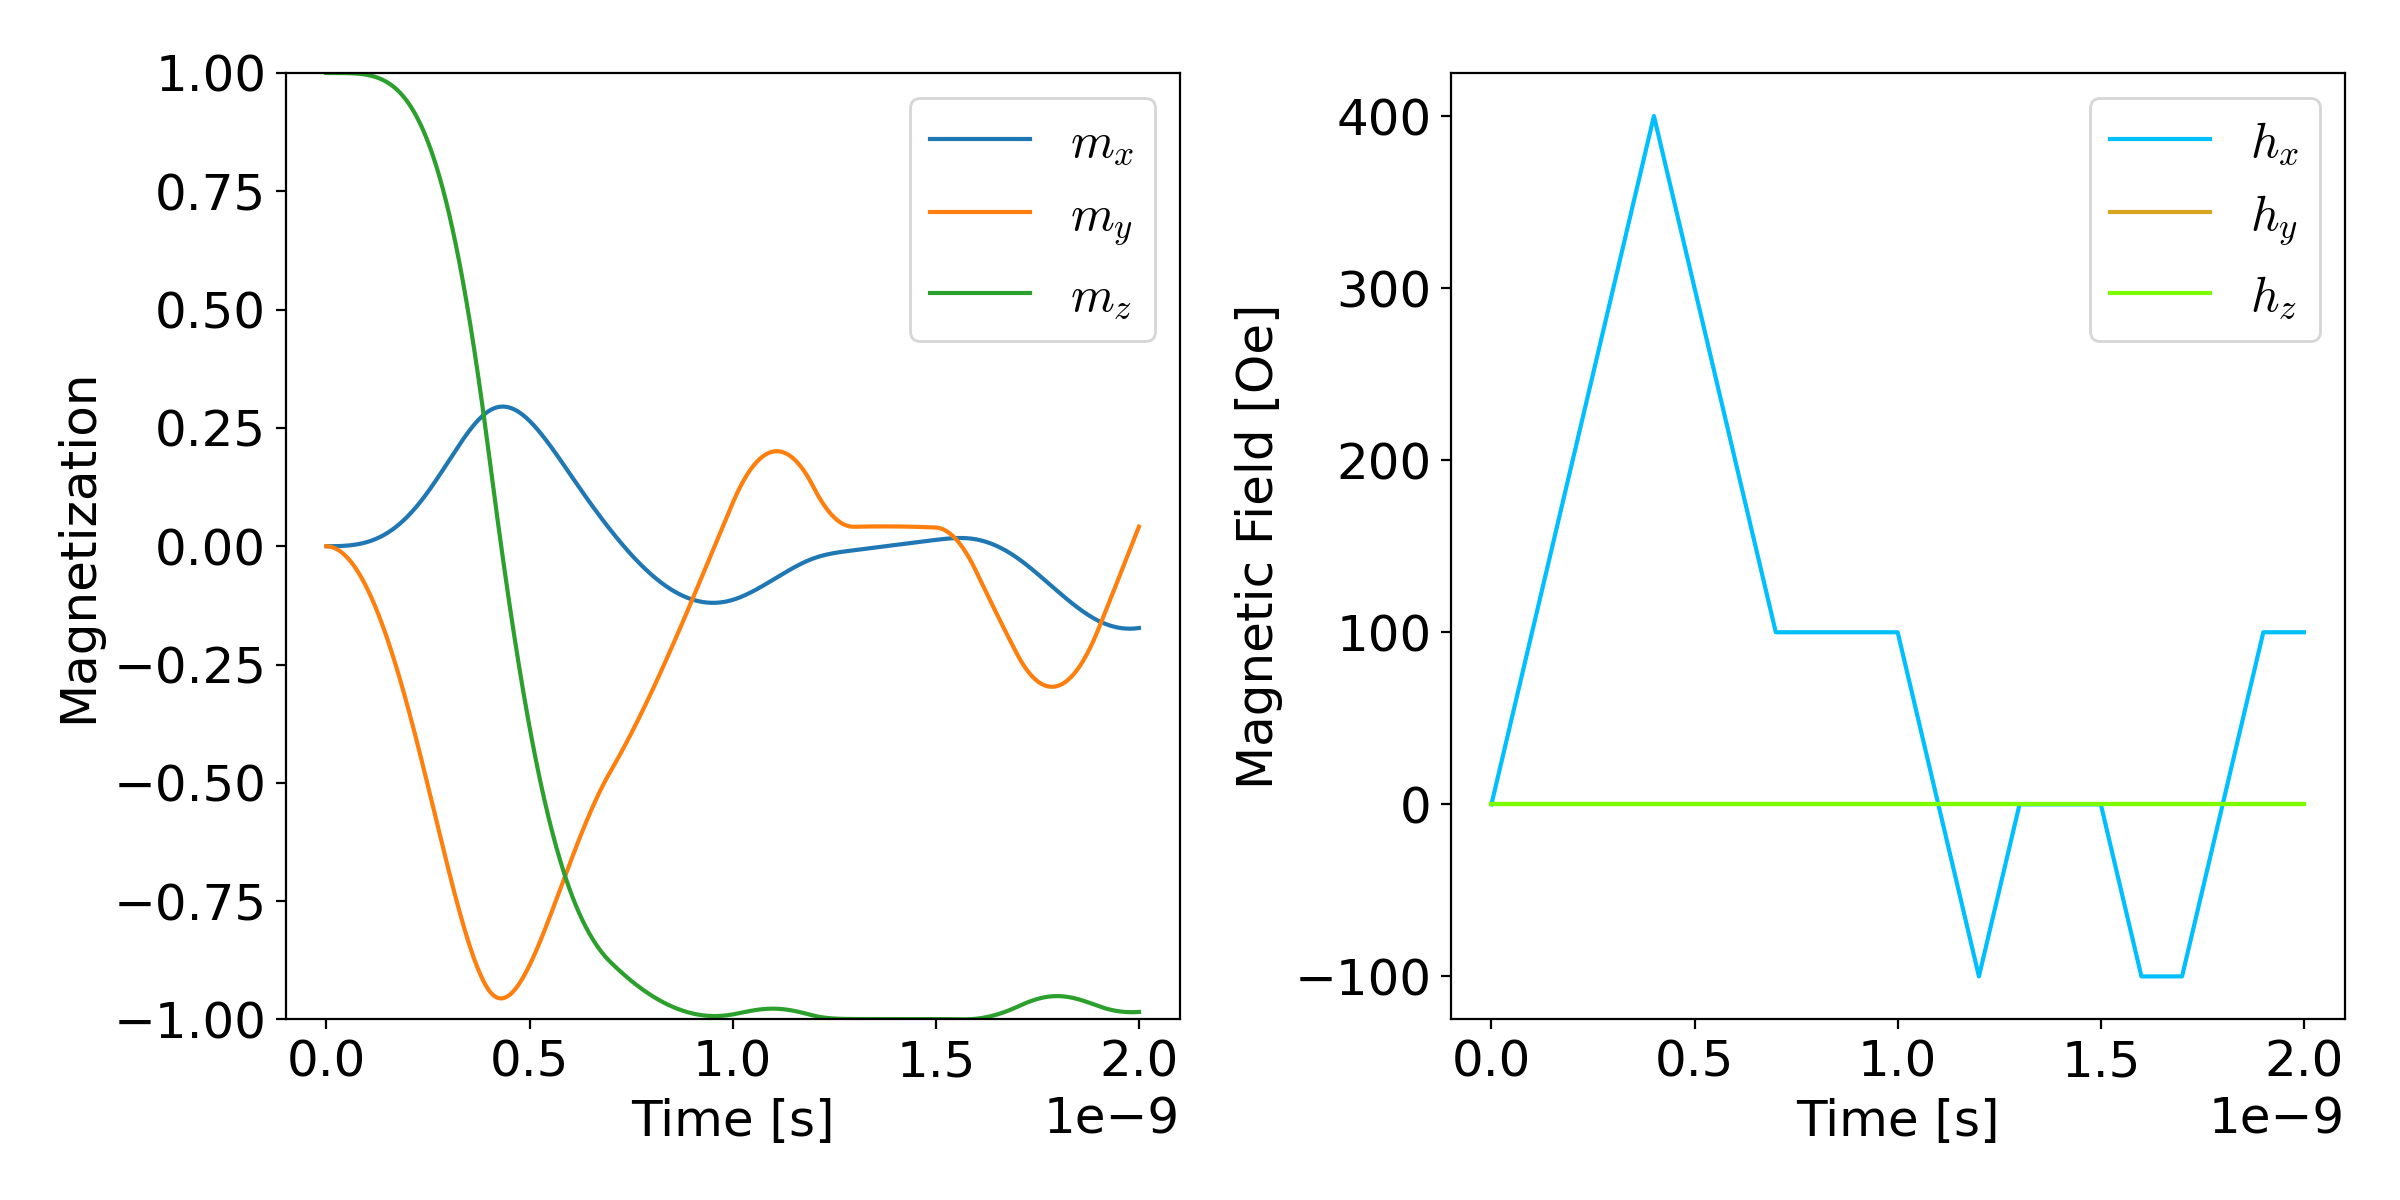 Magnetization
1.00
0.75
0.50
0.25
0.00
−0.25
−0.50
−0.75
−1.00
0.0 0.5 1.0 1.5 2.0
Time [s]
1e−9
m_x
m_y
m_z
Magnetic Field [Oe]
400
300
200
100
0
−100
0.0 0.5 1.0 1.5 2.0
Time [s]
1e−9
h_x
h_y
h_z